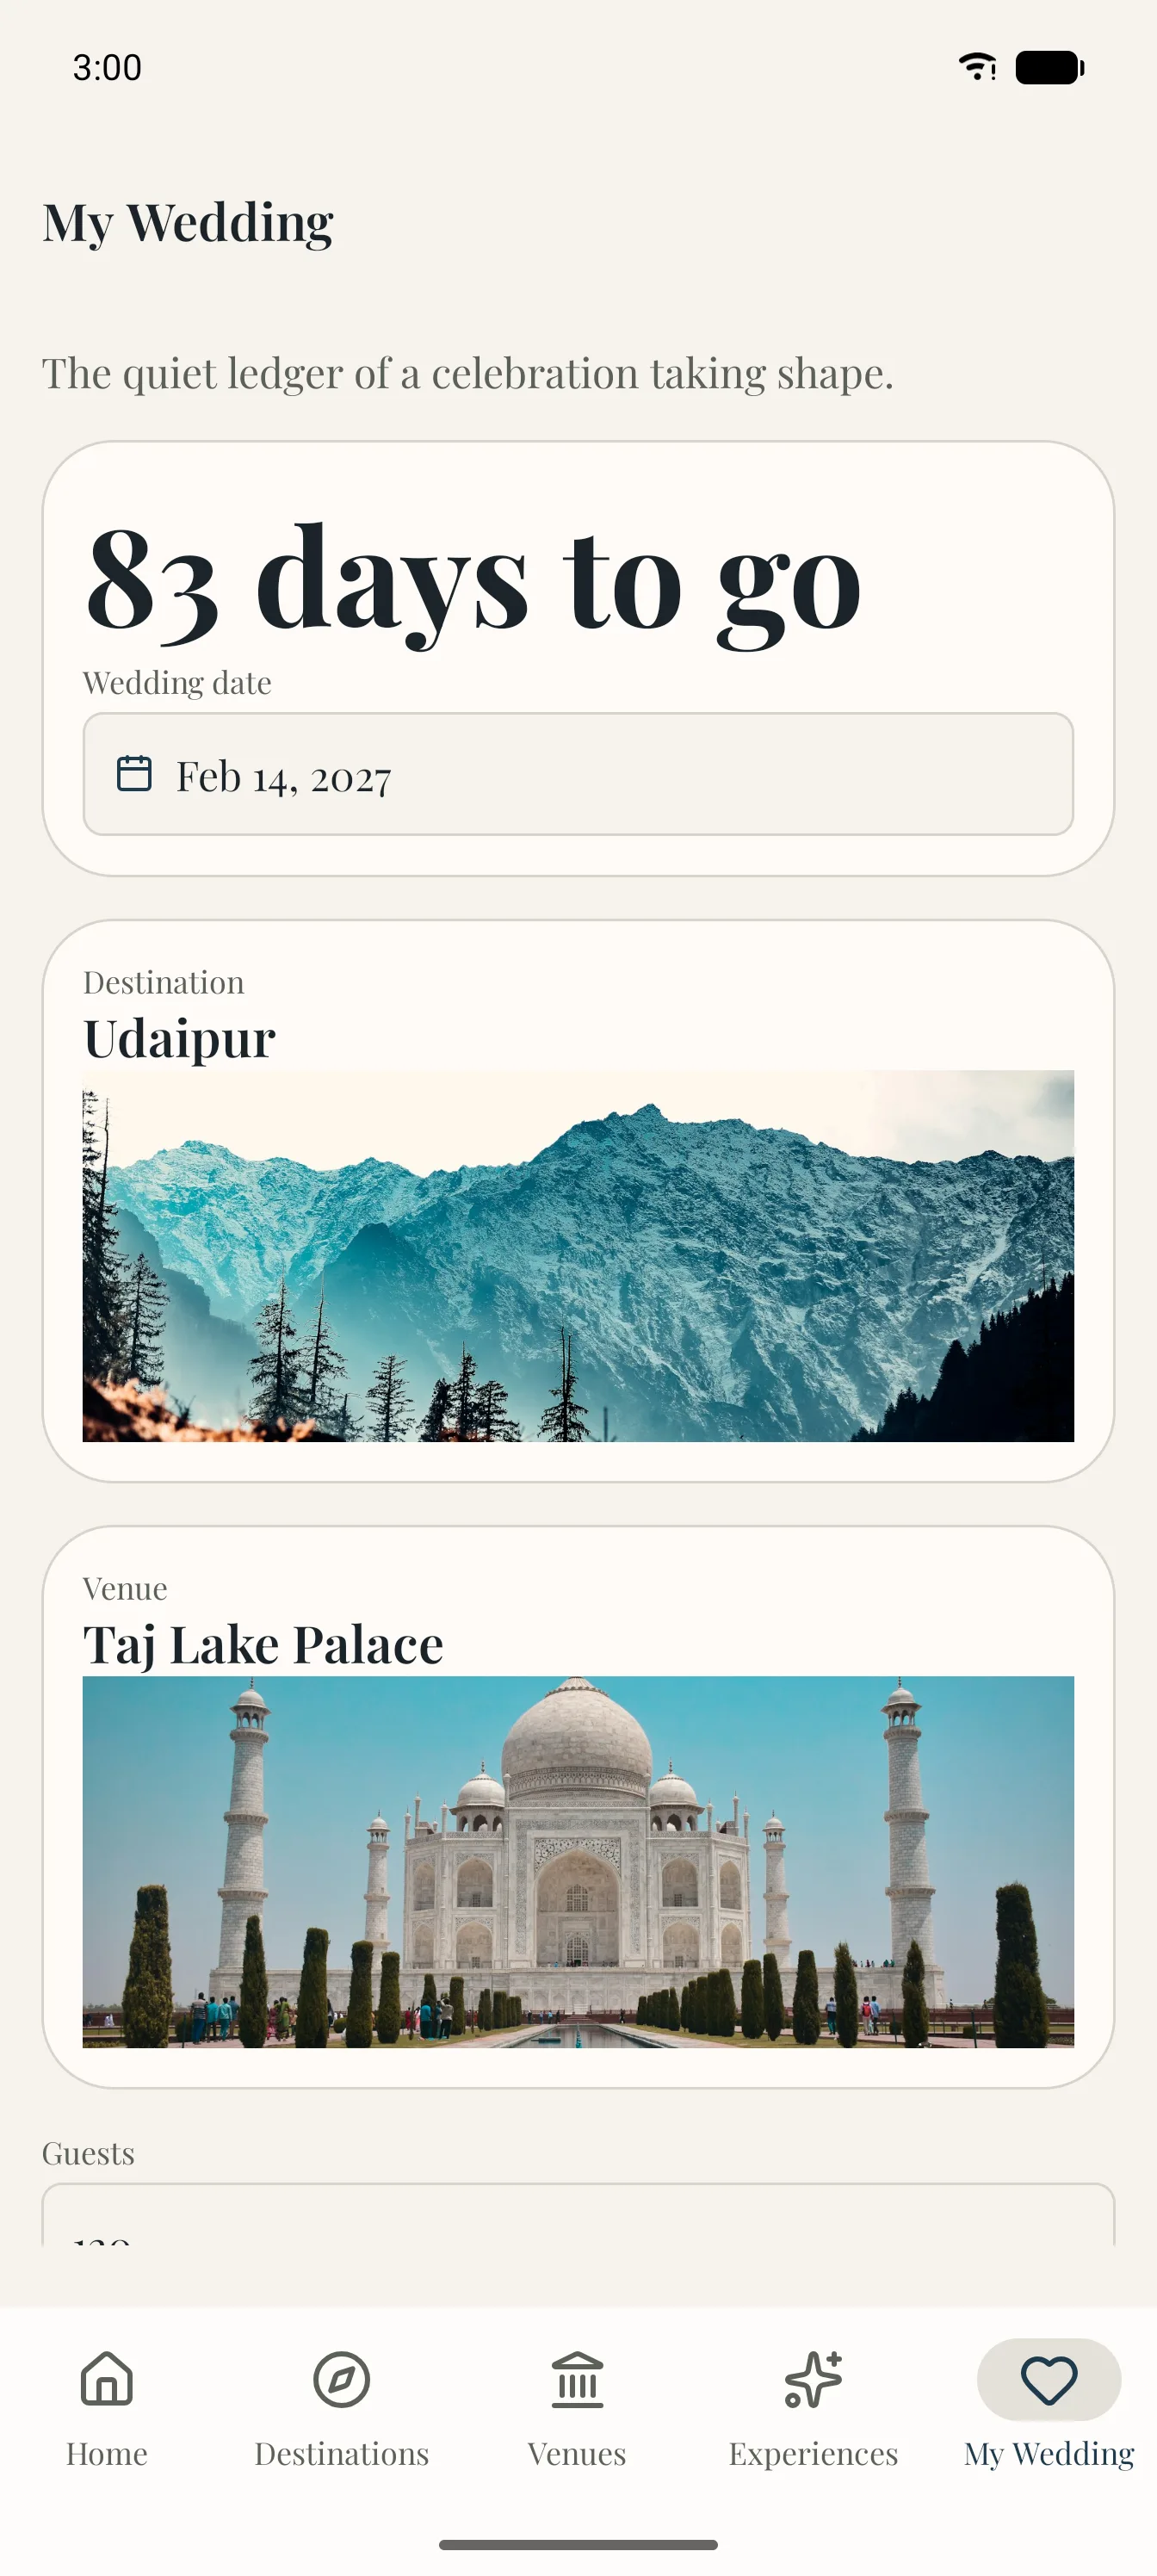 3:00
My Wedding
The quiet ledger of a celebration taking shape.
83 days to go
Wedding date
Feb 14, 2027
Destination
Udaipur
Venue
Taj Lake Palace
Guests
Home
Destinations
Venues
Experiences
My Wedding